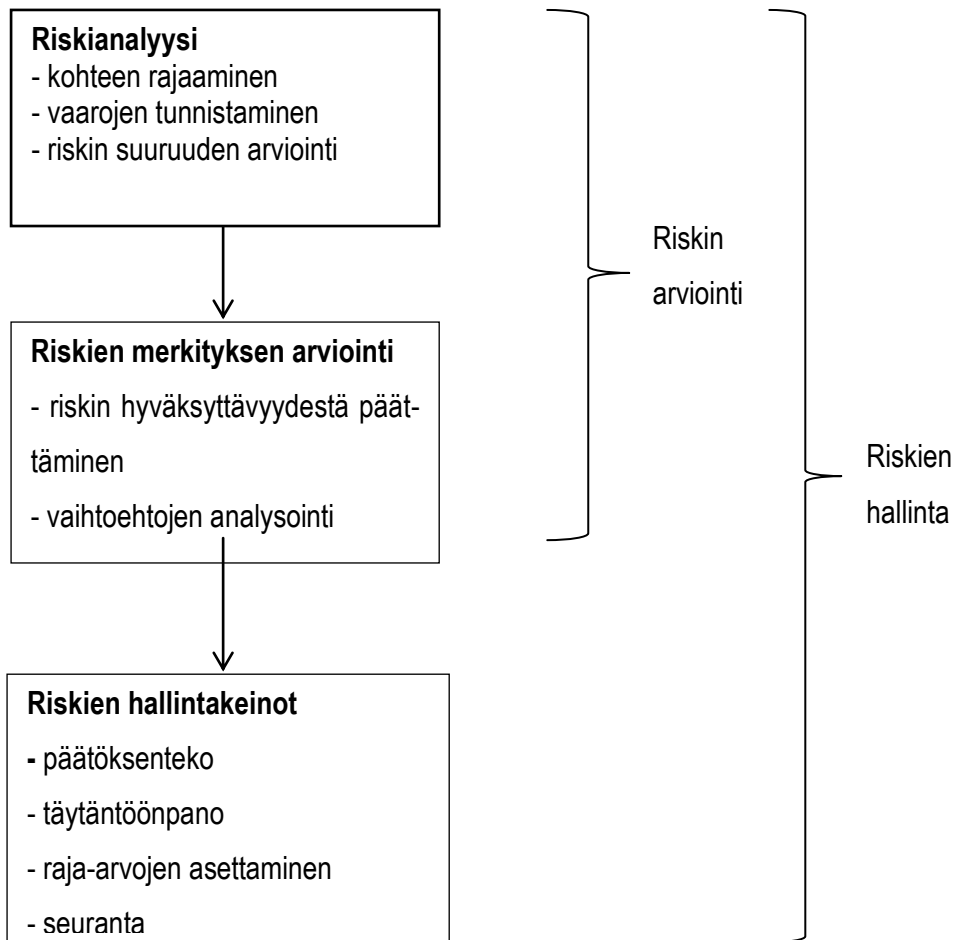 Riskianalyysi
- kohteen rajaaminen
- vaarojen tunnistaminen
- riskin suuruuden arviointi
Riskin
arviointi
Riskien merkityksen arviointi
- riskin hyväksyttävyydestä päät-
täminen
- vaihtoehtojen analysointi
Riskien
hallinta
Riskien hallintakeinot
- päätöksenteko
- täytäntöönpano
- raja-arvojen asettaminen
- seuranta